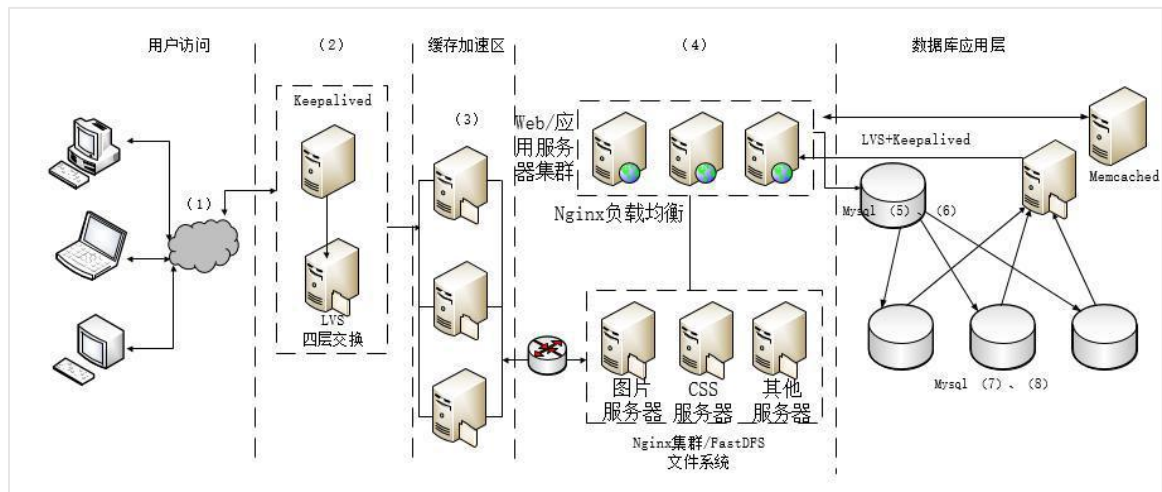 用户访问
（2）
缓存加速区
（4）
数据库应用层
Keepalived
（3）
Web/应
用服务
器集群
LVS+Keepalived
Memcached
（1）
Nginx负载均衡
Mysql （5）、（6）
LVS
四层交换
图片
服务器
CSS
服务器
其他
服务器
Mysql （7）、（8）
Nginx集群/FastDFS
文件系统